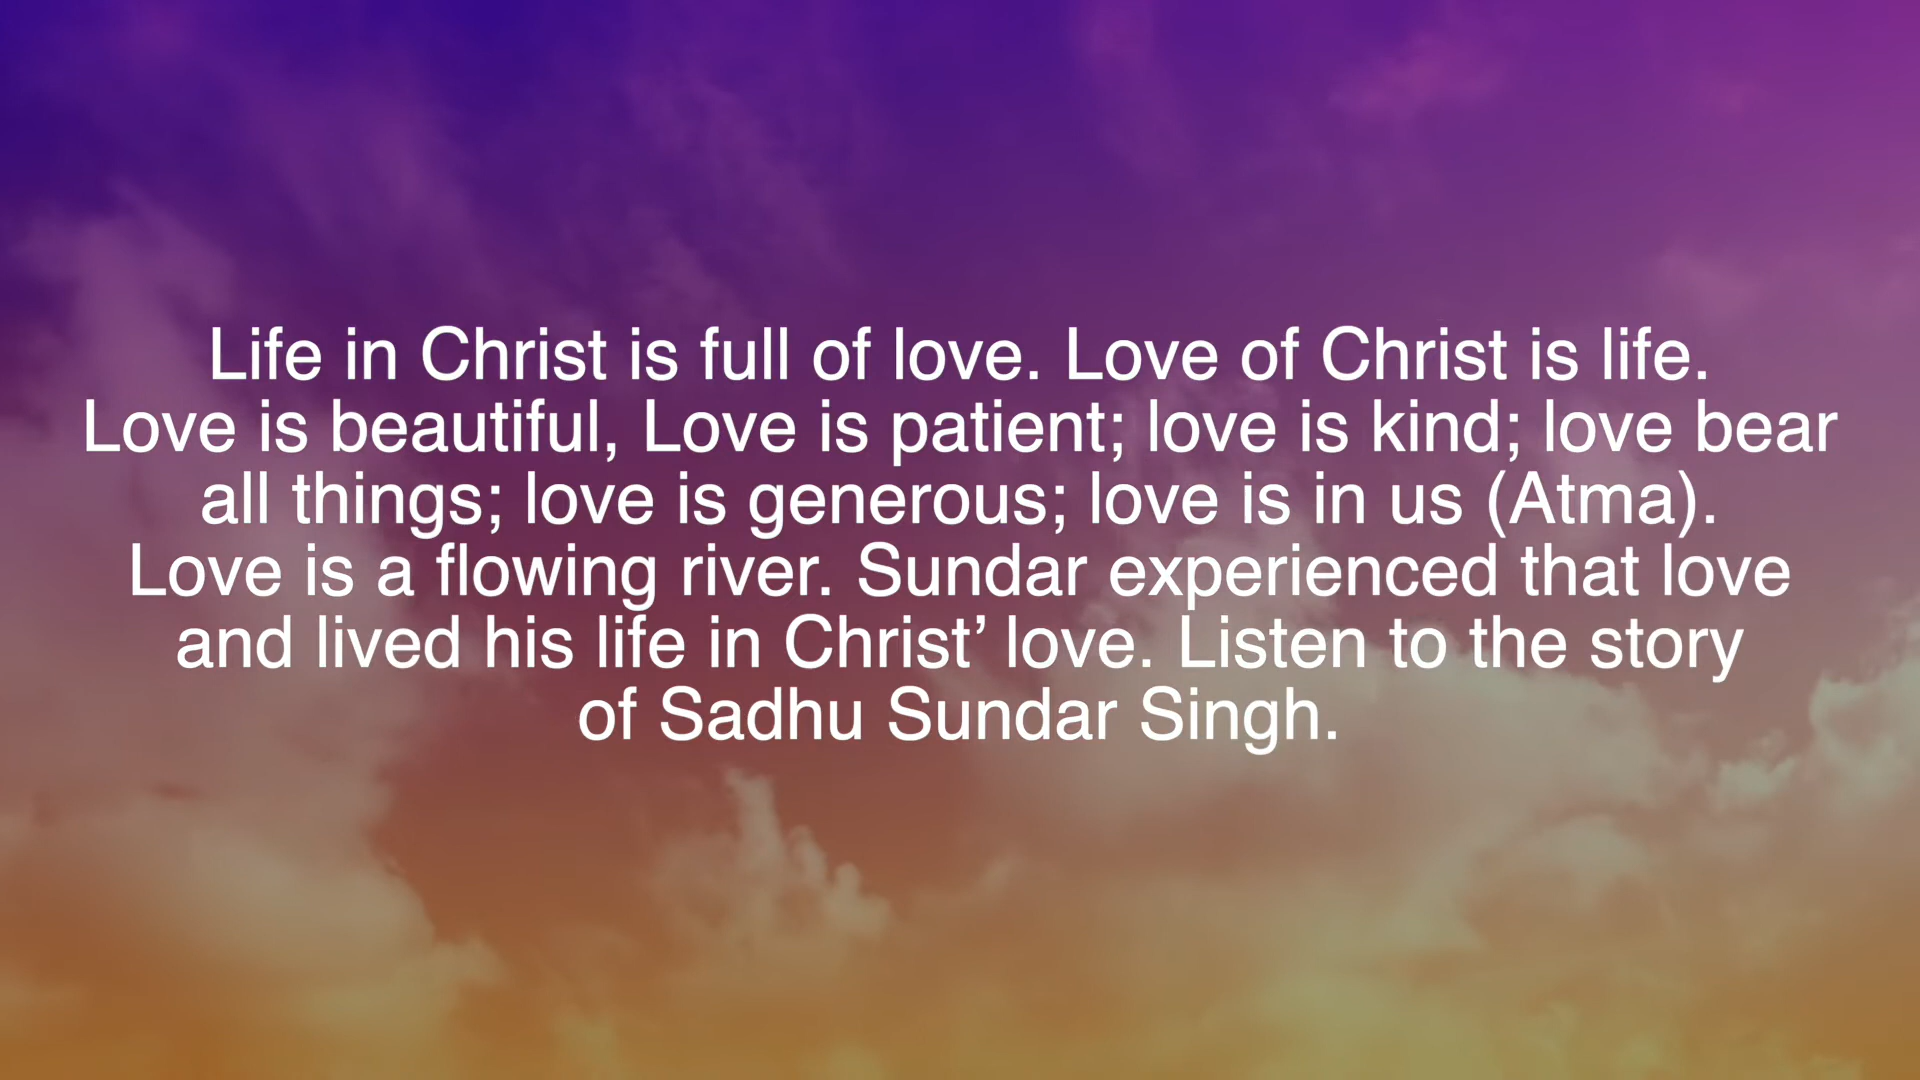 Life in Christ is full of love. Love of Christ is life.
Love is beautiful, Love is patient; love is kind; love bear
all things; love is generous; love is in us (Atma).
Love is a flowing river. Sundar experienced that love
and lived his life in Christ’ love. Listen to the story
of Sadhu Sundar Singh.